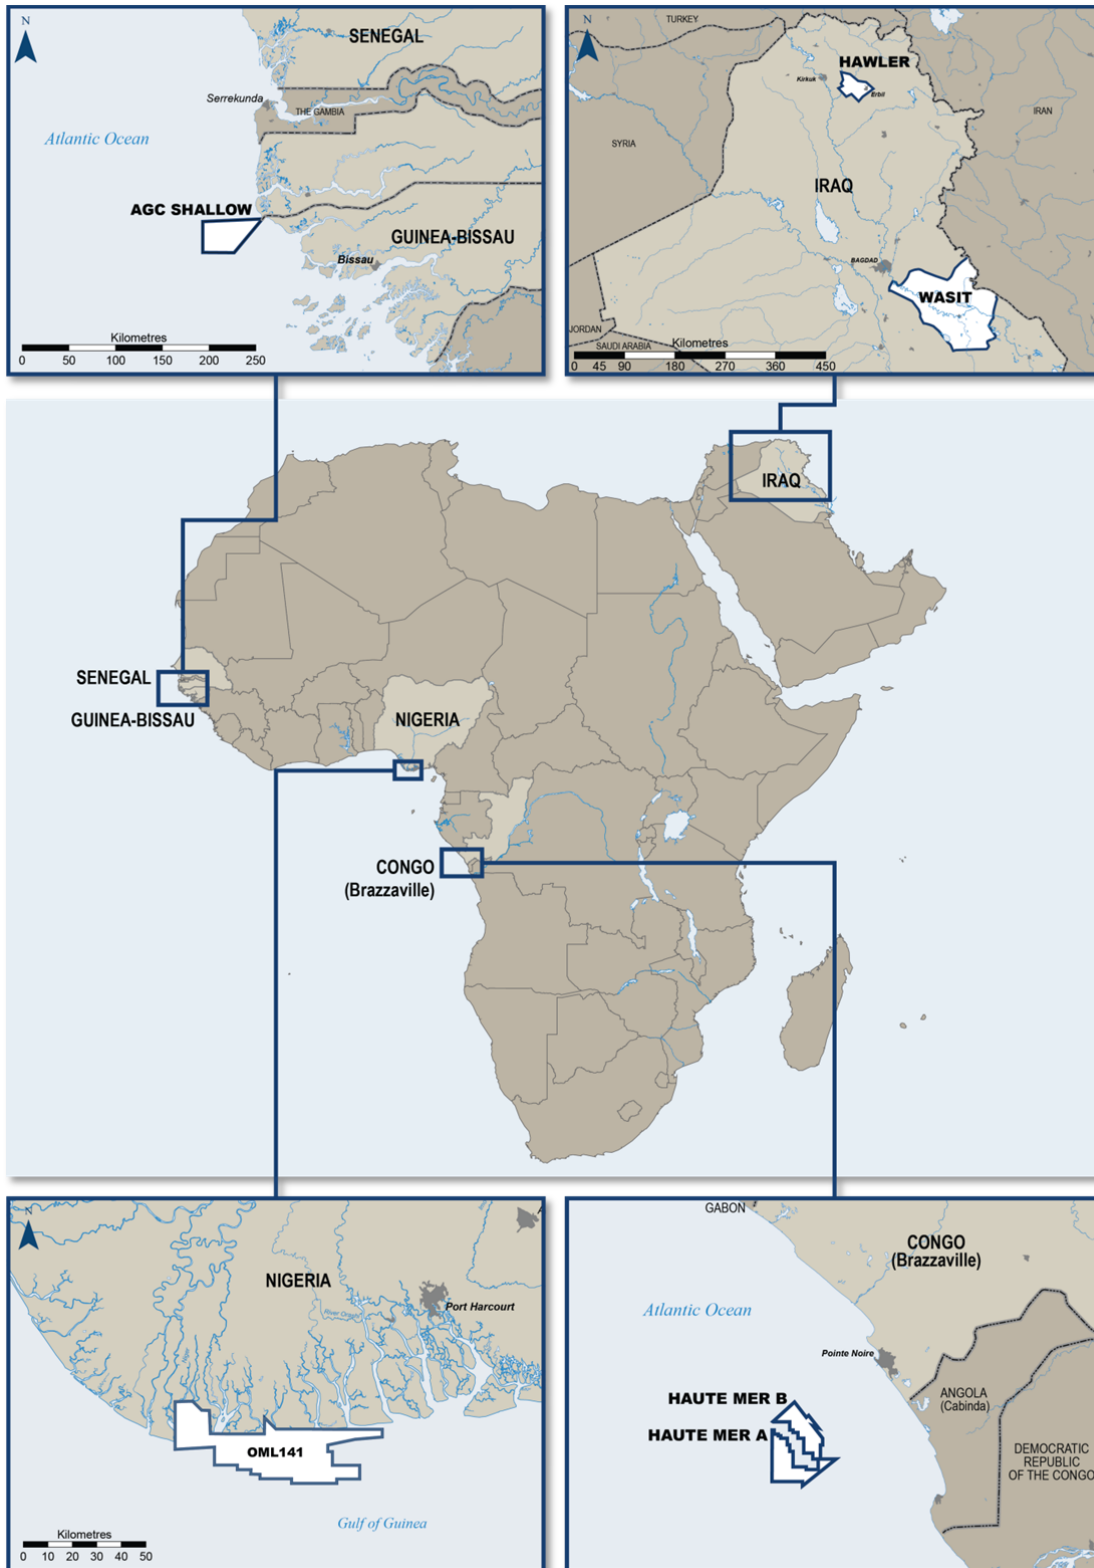 N
SENEGAL
Serrekunda
THE GAMBIA
Atlantic Ocean
AGC SHALLOW
GUINEA-BISSAU
Bissau
Kilometres
0 50 100 150 200 250
N
TURKEY
HAWLER
Kirkuk
Erbil
IRAN
SYRIA
IRAQ
BAGDAD
WASIT
JORDAN
SAUDI ARABIA
Kilometres
0 45 90 180 270 360 450
IRAQ
SENEGAL
GUINEA-BISSAU
NIGERIA
CONGO
(Brazzaville)
N
A
NIGERIA
Port Harcourt
OML141
Gulf of Guinea
Kilometres
0 10 20 30 40 50
GABON
CONGO
(Brazzaville)
Atlantic Ocean
Pointe Noire
ANGOLA
(Cabinda)
HAUTE MER B
HAUTE MER A
DEMOCRATIC
REPUBLIC
OF THE CONGO